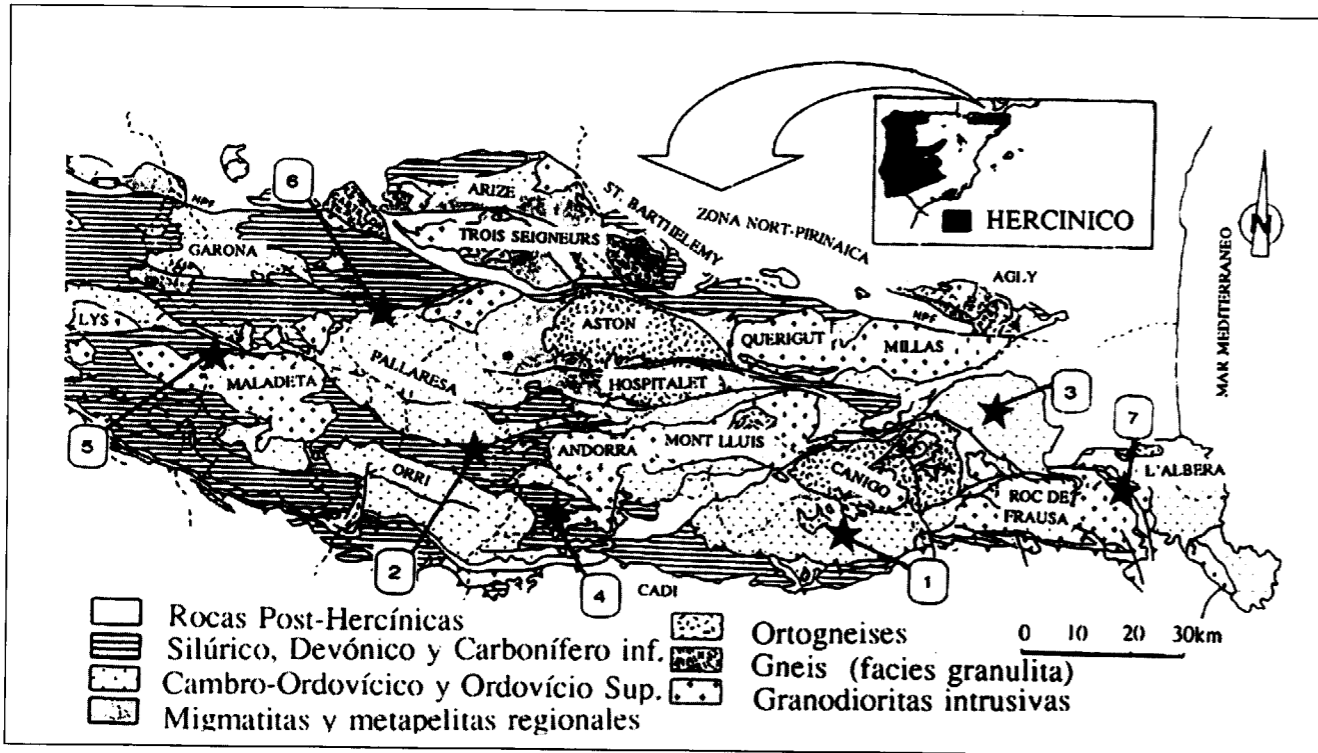 HERCINICO
N
MAR MEDITERRANEO
6
ARIZE
ST. BARTHELEMY
ZONA NORT-PIRINAICA
NPF
GARONA
TROIS SEIGNEURS
AGLY
NPF
LYS
ASTON
QUERIGUT
MILLAS
PALLARESA
MALADETA
HOSPITALET
3
7
5
ANDORRA
MONT LLUIS
L'ALBERA
ORRI
CANIGO
ROC DE
FRAUSA
2
4
CADI
1
Rocas Post-Hercínicas
Silúrico, Devónico y Carbonífero inf.
Cambro-Ordovícico y Ordovício Sup.
Migmatitas y metapelitas regionales
Ortogneises
Gneis (facies granulita)
Granodioritas intrusivas
0 10 20 30km